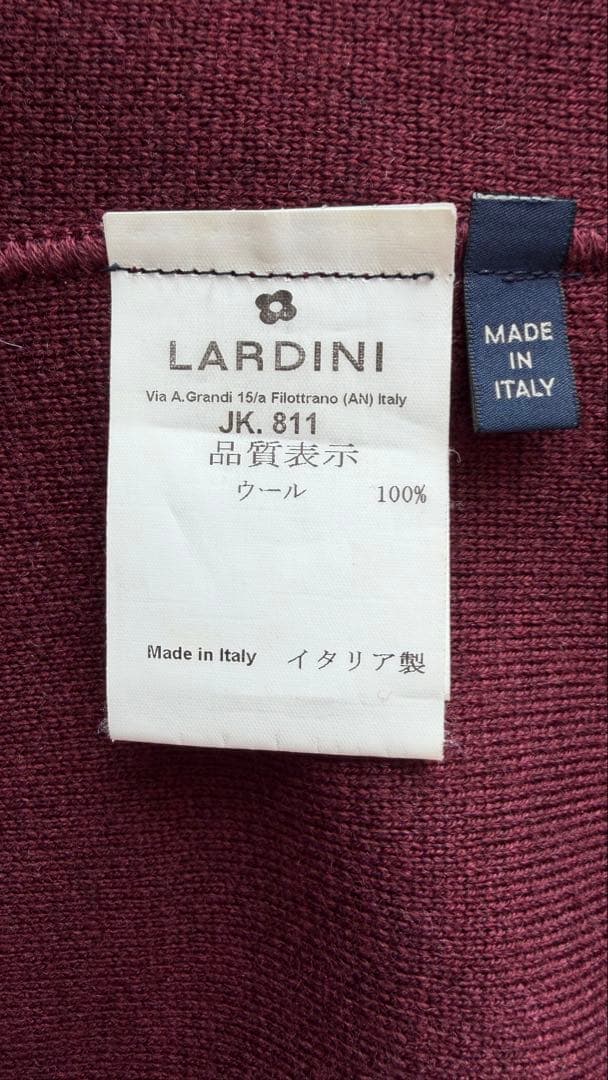 LARDINI
Via A.Grandi 15/a Filottrano (AN) Italy
JK. 811
品質表示
ウール 100%
Made in Italy イタリア製
MADE
IN
ITALY